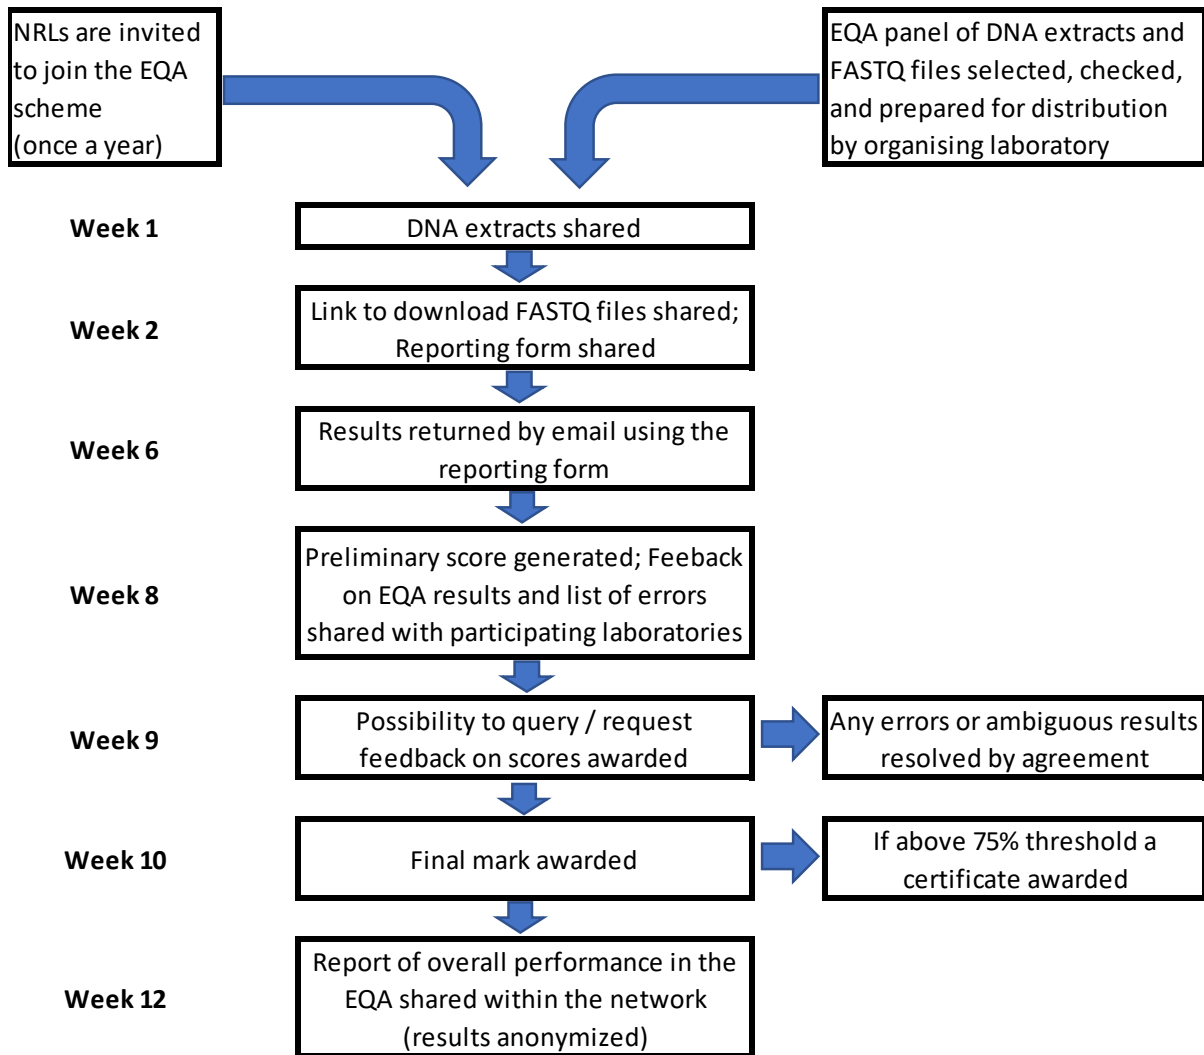 NRLs are invited
to join the EQA
scheme
(once a year)
EQA panel of DNA extracts and
FASTQ files selected, checked,
and prepared for distribution
by organising laboratory
Week 1
DNA extracts shared
Week 2
Link to download FASTQ files shared;
Reporting form shared
Week 6
Results returned by email using the
reporting form
Week 8
Preliminary score generated; Feeback
on EQA results and list of errors
shared with participating laboratories
Week 9
Possibility to query / request
feedback on scores awarded
Any errors or ambiguous results
resolved by agreement
Week 10
Final mark awarded
If above 75% threshold a
certificate awarded
Week 12
Report of overall performance in the
EQA shared within the network
(results anonymized)